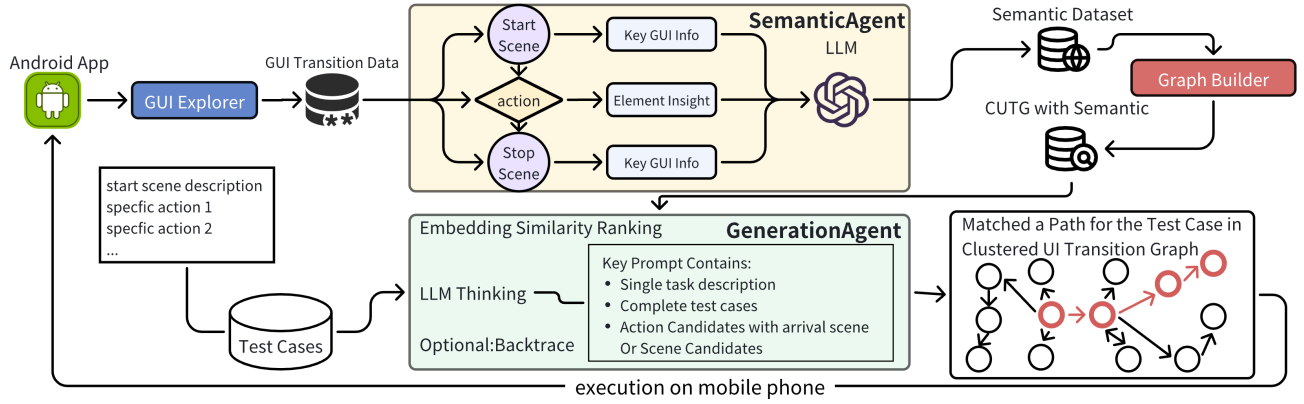 Android App
GUI Explorer
GUI Transition Data
**
Start
Scene
action
Stop
Scene
Key GUI Info
Element Insight
Key GUI Info
SemanticAgent
LLM
Semantic Dataset
Graph Builder
CUTG with Semantic
start scene description
specfic action 1
specfic action 2
...
Test Cases
Embedding Similarity Ranking
GenerationAgent
LLM Thinking
Optional:Backtrace
Key Prompt Contains:
• Single task description
• Complete test cases
• Action Candidates with arrival scene
Or Scene Candidates
Matched a Path for the Test Case in
Clustered UI Transition Graph
execution on mobile phone